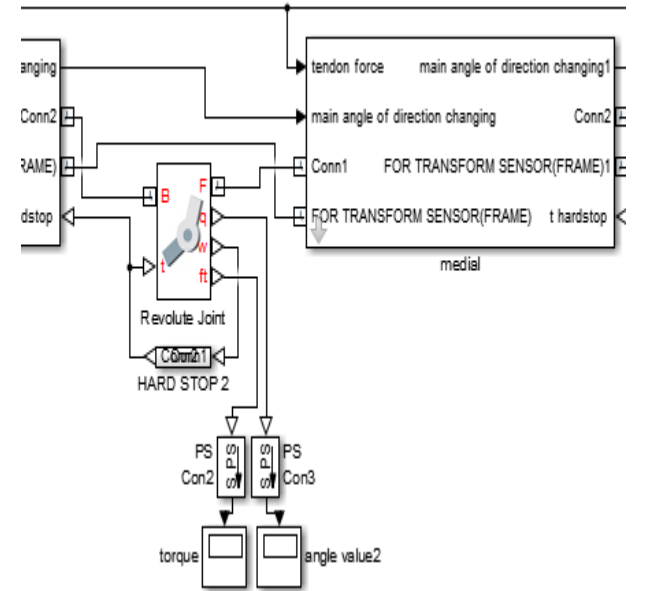 anging
Conn2
RAME)
dstop
tendon force
main angle of direction changing1
main angle of direction changing
Conn2
Conn1
FOR TRANSFORM SENSOR(FRAME)1
FOR TRANSFORM SENSOR(FRAME)
t hardstop
medial
B
F
q
w
t
ft
Revolute Joint
HARD STOP 2
PS
Con2
S PS
S PS
PS
Con3
torque
angle value2